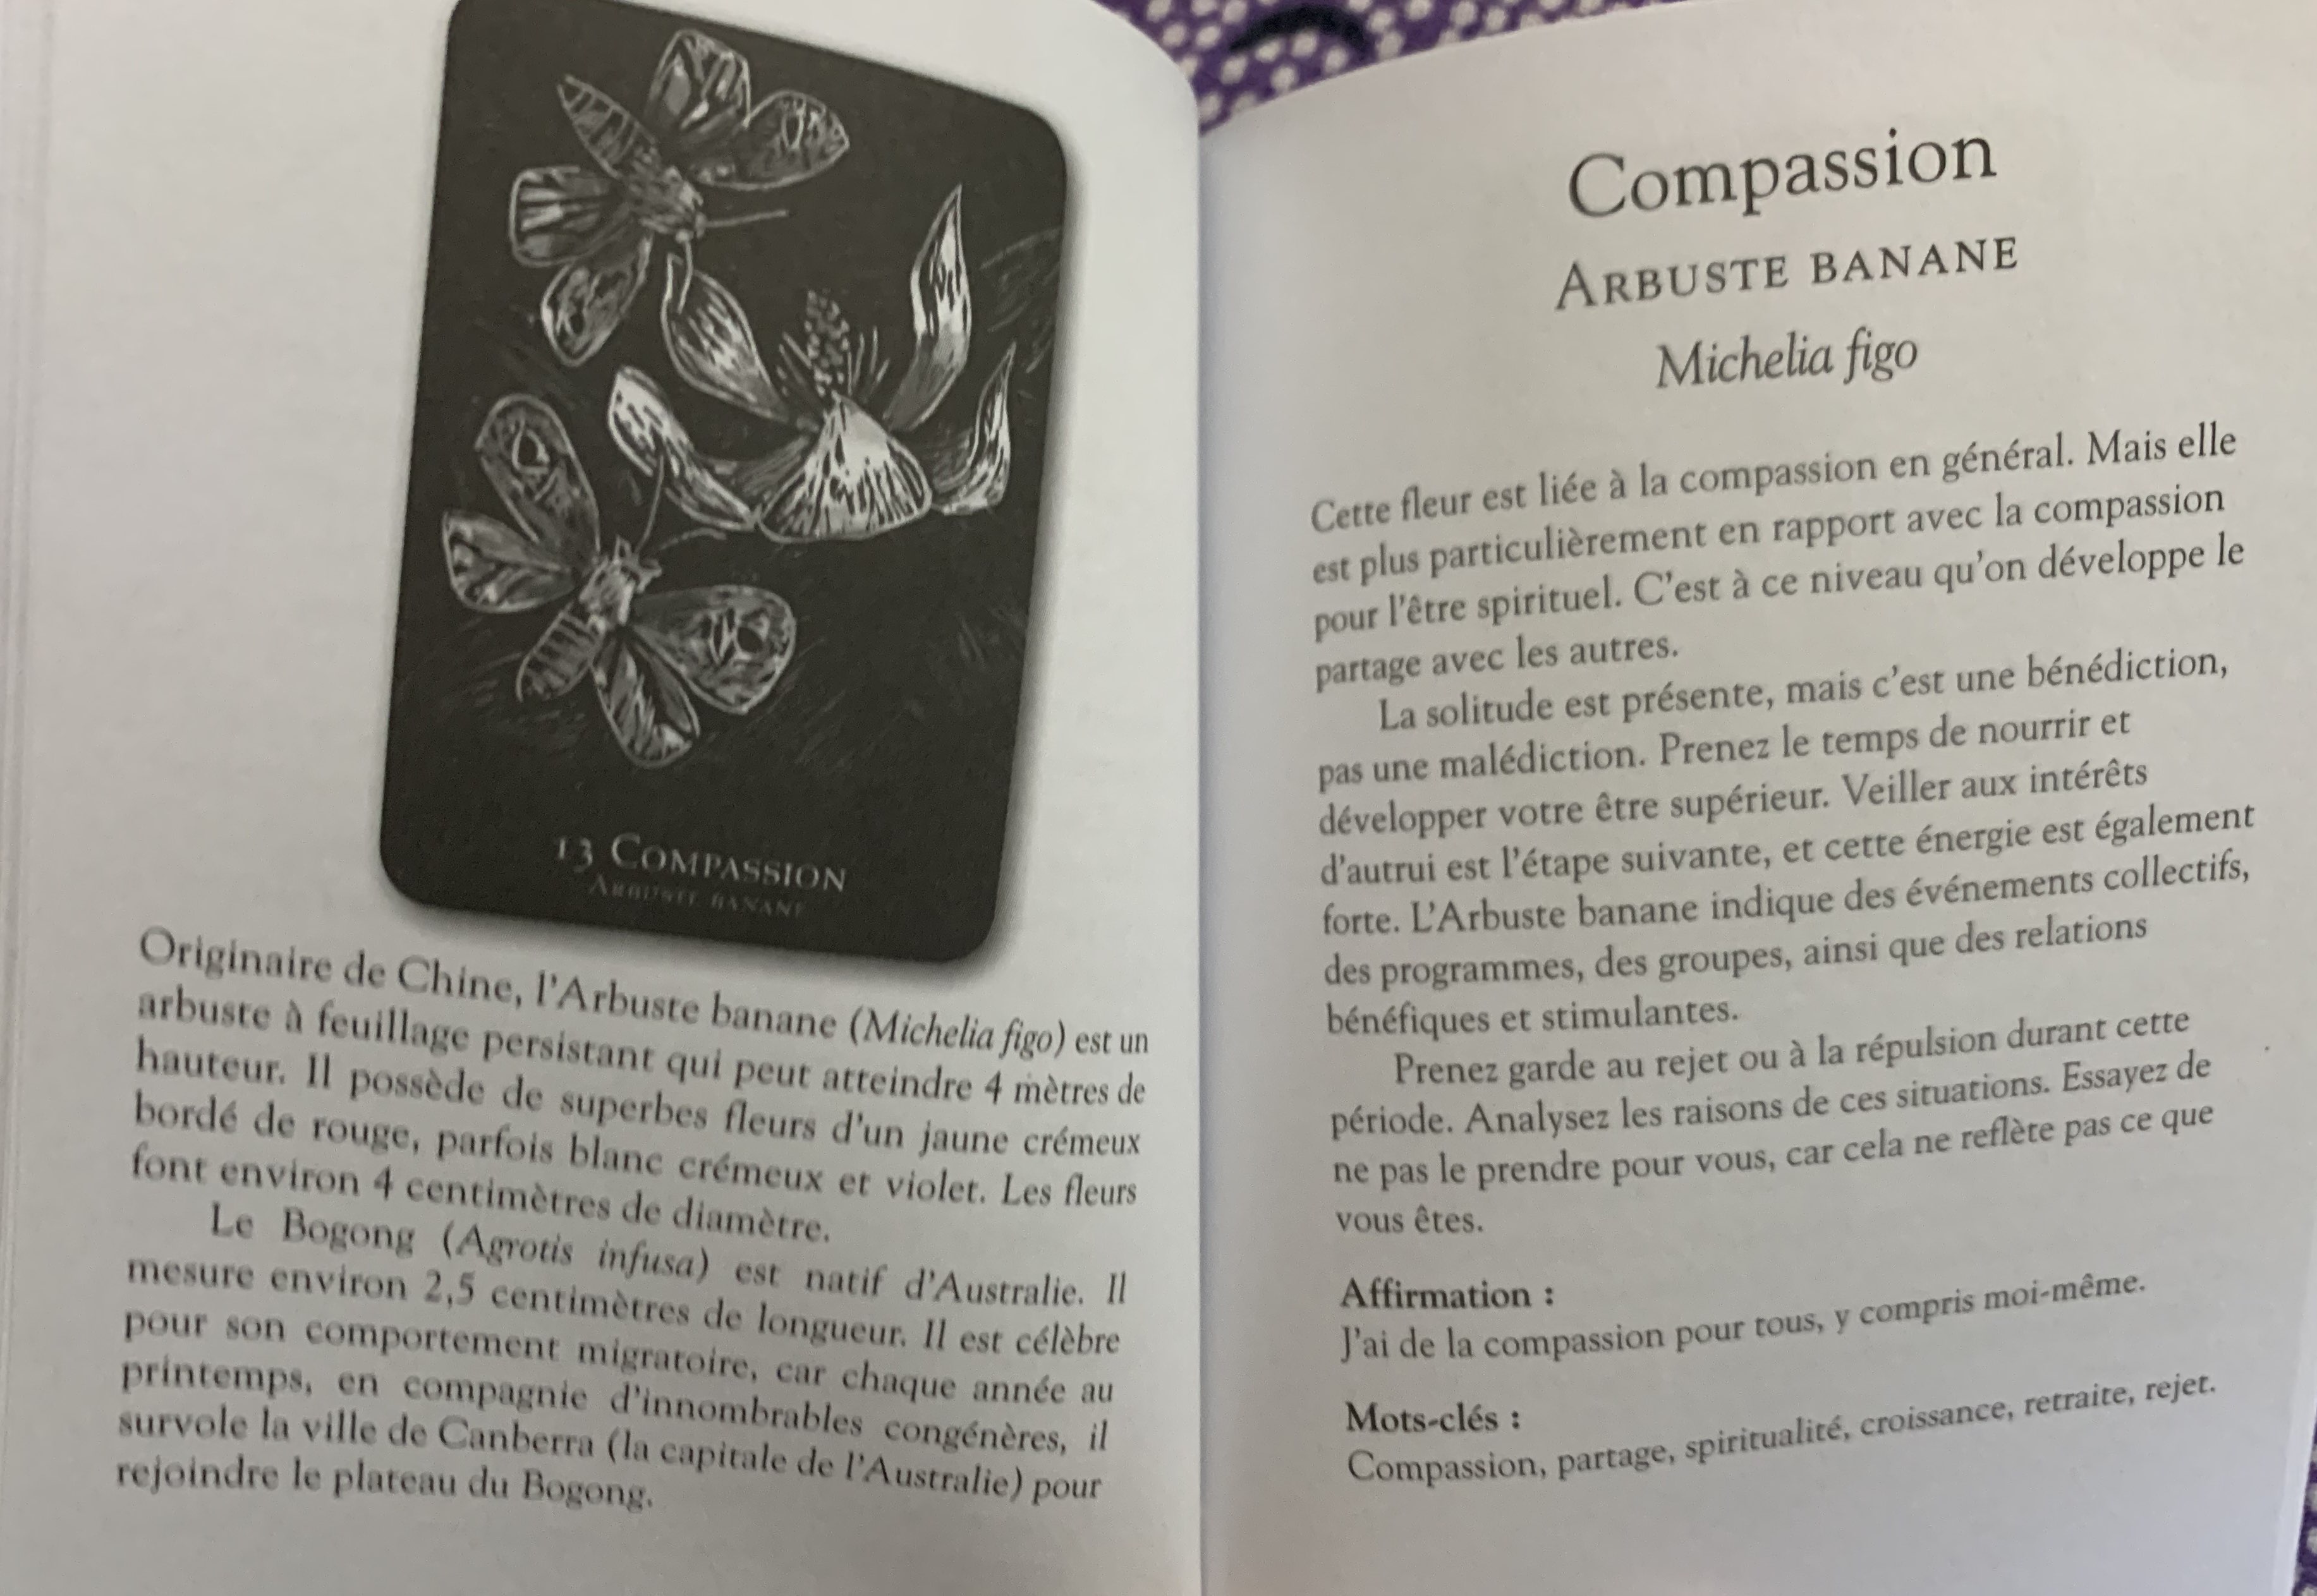 13 COMPASSION
ARBUSTE BANANE
Originaire de Chine, l'Arbuste banane (Michelia figo) est un
arbuste à feuillage persistant qui peut atteindre 4 mètres de
hauteur. Il possède de superbes fleurs d'un jaune crémeux
bordé de rouge, parfois blanc crémeux et violet. Les fleurs
font environ 4 centimètres de diamètre.
Le Bogong (Agrotis infusa) est natif d'Australie. Il
mesure environ 2,5 centimètres de longueur. Il est célèbre
pour son comportement migratoire, car chaque année au
printemps, en compagnie d'innombrables congénères, il
survole la ville de Canberra (la capitale de l'Australie) pour
rejoindre le plateau du Bogong.
Compassion
ARBUSTE BANANE
Michelia figo
Cette fleur est liée à la compassion en général. Mais elle
est plus particulièrement en rapport avec la compassion
pour l'être spirituel. C'est à ce niveau qu'on développe le
partage avec les autres.
La solitude est présente, mais c'est une bénédiction,
pas une malédiction. Prenez le temps de nourrir et
développer votre être supérieur. Veiller aux intérêts
d'autrui est l'étape suivante, et cette énergie est également
forte. L'Arbuste banane indique des événements collectifs,
des programmes, des groupes, ainsi que des relations
bénéfiques et stimulantes.
Prenez garde au rejet ou à la répulsion durant cette
période. Analysez les raisons de ces situations. Essayez de
ne pas le prendre pour vous, car cela ne reflète pas ce que
vous êtes.
Affirmation :
J'ai de la compassion pour tous, y compris moi-même.
Mots-clés :
Compassion, partage, spiritualité, croissance, retraite, rejet.